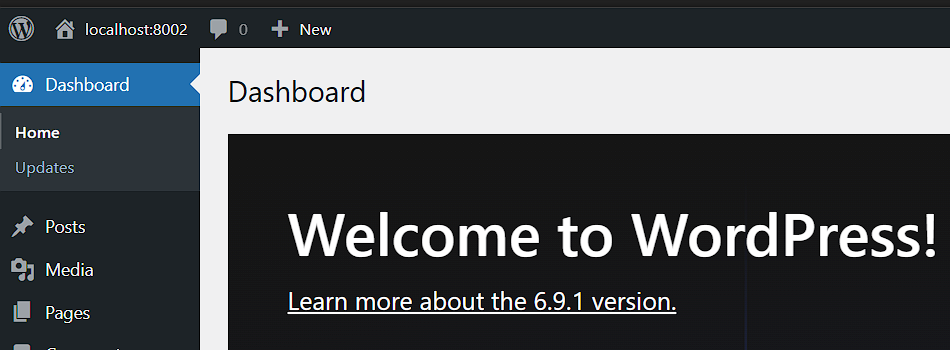 localhost:8002 0 New
Dashboard
Home
Updates
Posts
Media
Pages
Dashboard
Welcome to WordPress!
Learn more about the 6.9.1 version.